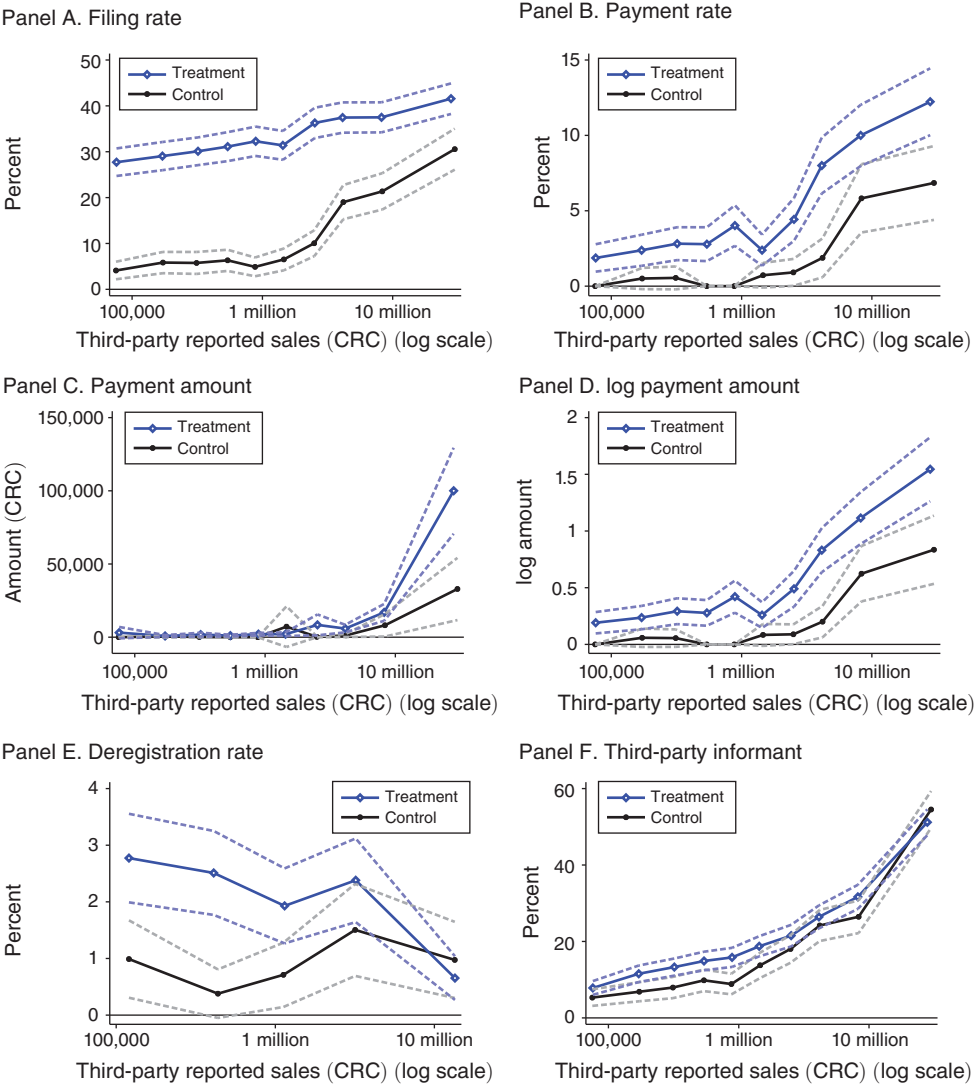 Panel A. Filing rate
50
40
30
20
10
0
Percent
Treatment
Control
100,000 1 million 10 million
Third-party reported sales (CRC) (log scale)
Panel B. Payment rate
15
10
5
0
Percent
Treatment
Control
100,000 1 million 10 million
Third-party reported sales (CRC) (log scale)
Panel C. Payment amount
150,000
100,000
50,000
0
Amount (CRC)
Treatment
Control
100,000 1 million 10 million
Third-party reported sales (CRC) (log scale)
Panel D. log payment amount
2
1.5
1
0.5
0
log amount
Treatment
Control
100,000 1 million 10 million
Third-party reported sales (CRC) (log scale)
Panel E. Deregistration rate
4
3
2
1
0
Percent
Treatment
Control
100,000 1 million 10 million
Third-party reported sales (CRC) (log scale)
Panel F. Third-party informant
60
40
20
0
Percent
Treatment
Control
100,000 1 million 10 million
Third-party reported sales (CRC) (log scale)